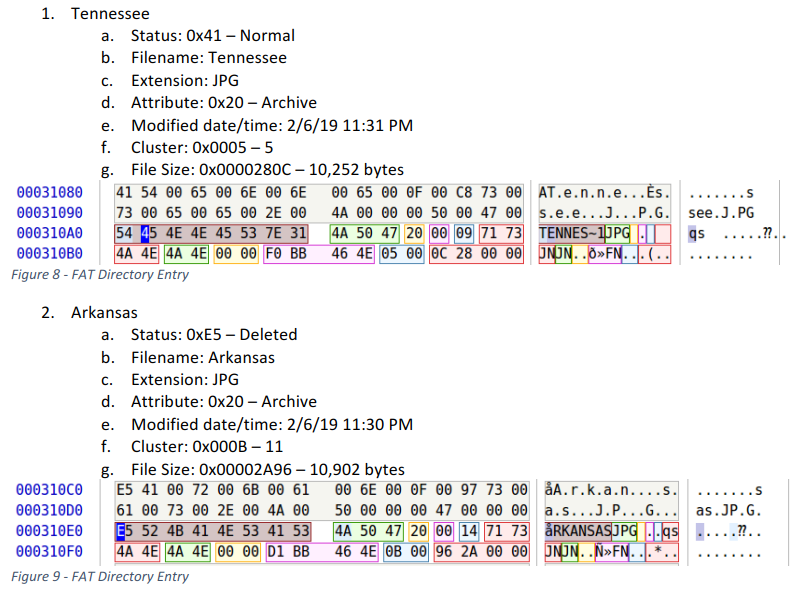 1. Tennessee
a. Status: 0x41 – Normal
b. Filename: Tennessee
c. Extension: JPG
d. Attribute: 0x20 – Archive
e. Modified date/time: 2/6/19 11:31 PM
f. Cluster: 0x0005 – 5
g. File Size: 0x0000280C – 10,252 bytes
00031080 41 54 00 65 00 6E 00 6E 00 65 00 0F 00 C8 73 00 AT.e.n.n.e...Ès. .......s
00031090 73 00 65 00 65 00 2E 00 4A 00 00 00 50 00 47 00 s.e.e...J...P.G. see.J.PG
000310A0 54 45 4E 4E 45 53 7E 31 4A 50 47 20 00 09 71 73 TENNES~1JPG . qs .....⁇..
000310B0 4A 4E 4A 4E 00 00 F0 BB 46 4E 05 00 0C 28 00 00 JNJN..ð»FN...(.. ........
Figure 8 - FAT Directory Entry
2. Arkansas
a. Status: 0xE5 – Deleted
b. Filename: Arkansas
c. Extension: JPG
d. Attribute: 0x20 – Archive
e. Modified date/time: 2/6/19 11:30 PM
f. Cluster: 0x000B – 11
g. File Size: 0x00002A96 – 10,902 bytes
000310C0 E5 41 00 72 00 6B 00 61 00 6E 00 0F 00 97 73 00 åA.r.k.a.n....s. .......s
000310D0 61 00 73 00 2E 00 4A 00 50 00 00 00 47 00 00 00 a.s...J.P...G... as.JP.G.
000310E0 E5 52 4B 41 4E 53 41 53 4A 50 47 20 00 14 71 73 åRKANSASJPG ..qs .....⁇..
000310F0 4A 4E 4A 4E 00 00 D1 BB 46 4E 0B 00 96 2A 00 00 JNJN..Ñ»FN...*.. ........
Figure 9 - FAT Directory Entry